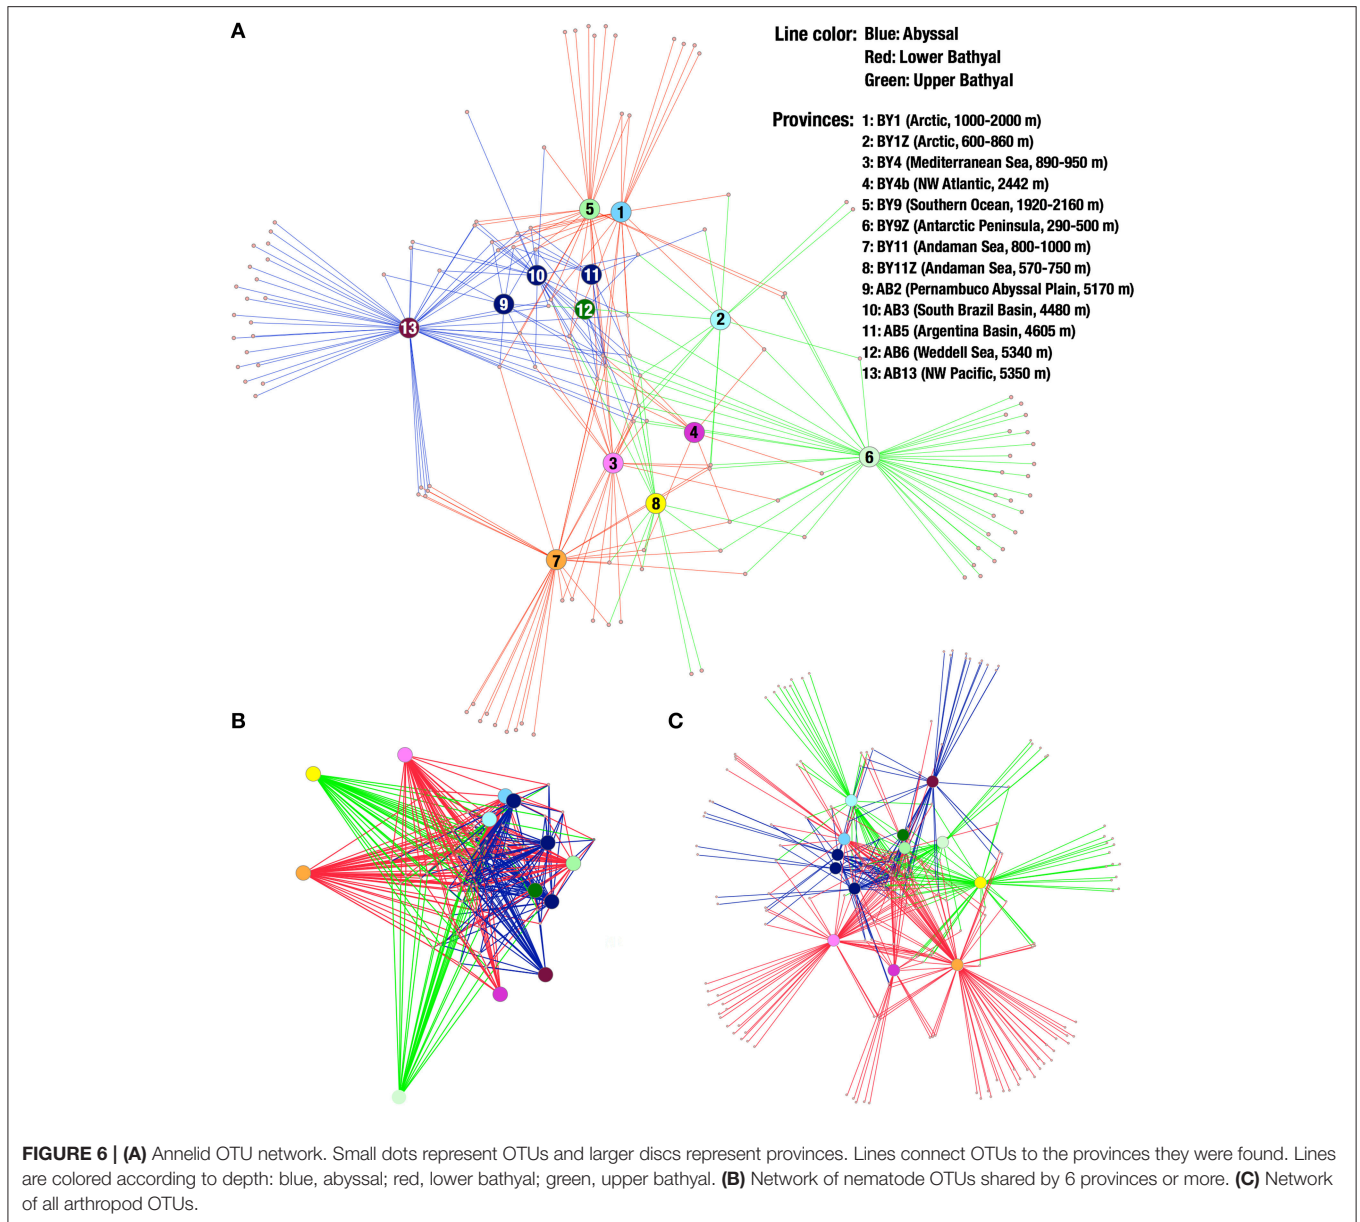 A
Line color: Blue: Abyssal
Red: Lower Bathyal
Green: Upper Bathyal
Provinces: 1: BY1 (Arctic, 1000-2000 m)
2: BY1Z (Arctic, 600-860 m)
3: BY4 (Mediterranean Sea, 890-950 m)
4: BY4b (NW Atlantic, 2442 m)
5: BY9 (Southern Ocean, 1920-2160 m)
6: BY9Z (Antarctic Peninsula, 290-500 m)
7: BY11 (Andaman Sea, 800-1000 m)
8: BY11Z (Andaman Sea, 570-750 m)
9: AB2 (Pernambuco Abyssal Plain, 5170 m)
10: AB3 (South Brazil Basin, 4480 m)
11: AB5 (Argentina Basin, 4605 m)
12: AB6 (Weddell Sea, 5340 m)
13: AB13 (NW Pacific, 5350 m)
5
1
10
11
9
12
13
2
4
3
6
8
7
B
C
FIGURE 6 | (A) Annelid OTU network. Small dots represent OTUs and larger discs represent provinces. Lines connect OTUs to the provinces they were found. Lines
are colored according to depth: blue, abyssal; red, lower bathyal; green, upper bathyal. (B) Network of nematode OTUs shared by 6 provinces or more. (C) Network
of all arthropod OTUs.